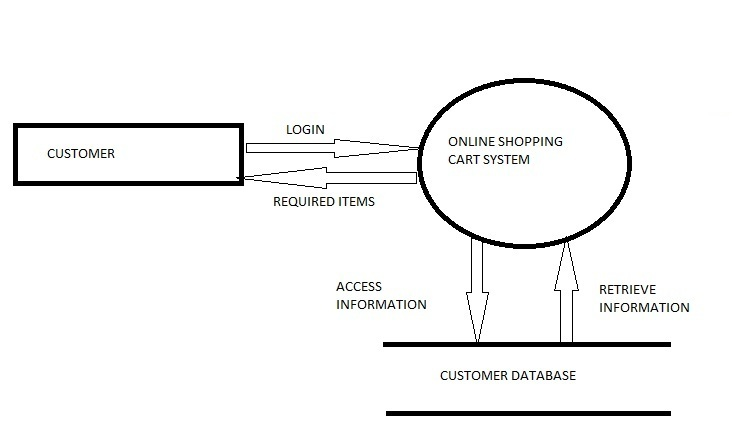 LOGIN
CUSTOMER
ONLINE SHOPPING
CART SYSTEM
REQUIRED ITEMS
ACCESS
INFORMATION
RETRIEVE
INFORMATION
CUSTOMER DATABASE